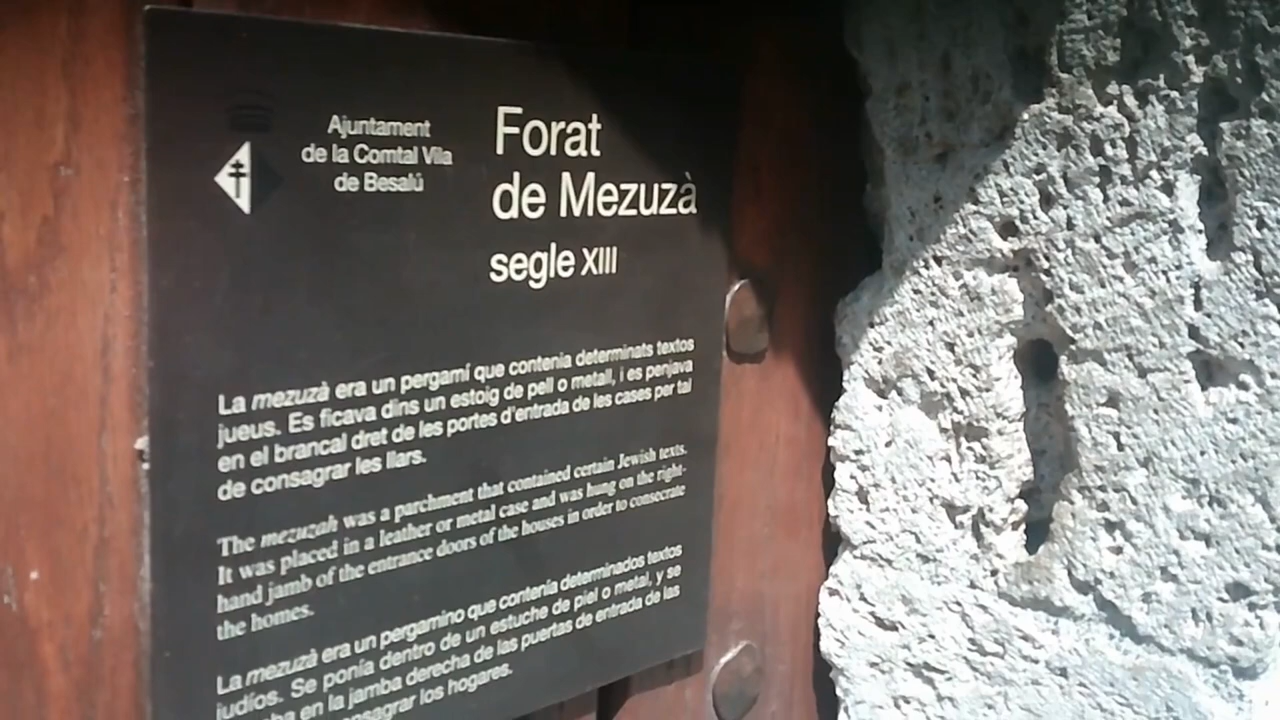 Ajuntament
de la Comtal Vila
de Besalú
Forat
de Mezuzà
segle XIII
La mezuzà era un pergamí que contenia determinats textos
jueus. Es ficava dins un estoig de pell o metall, i es penjava
en el brancal dret de les portes d'entrada de les cases per tal
de consagrar les llars.
The mezuzah was a parchment that contained certain Jewish texts.
It was placed in a leather or metal case and was hung on the right-
hand jamb of the entrance doors of the houses in order to consecrate
the homes.
La mezuzà era un pergamino que contenía determinados textos
judíos. Se ponía dentro de un estuche de piel o metal, y se
en la jamba derecha de las puertas de entrada de las
los hogares.